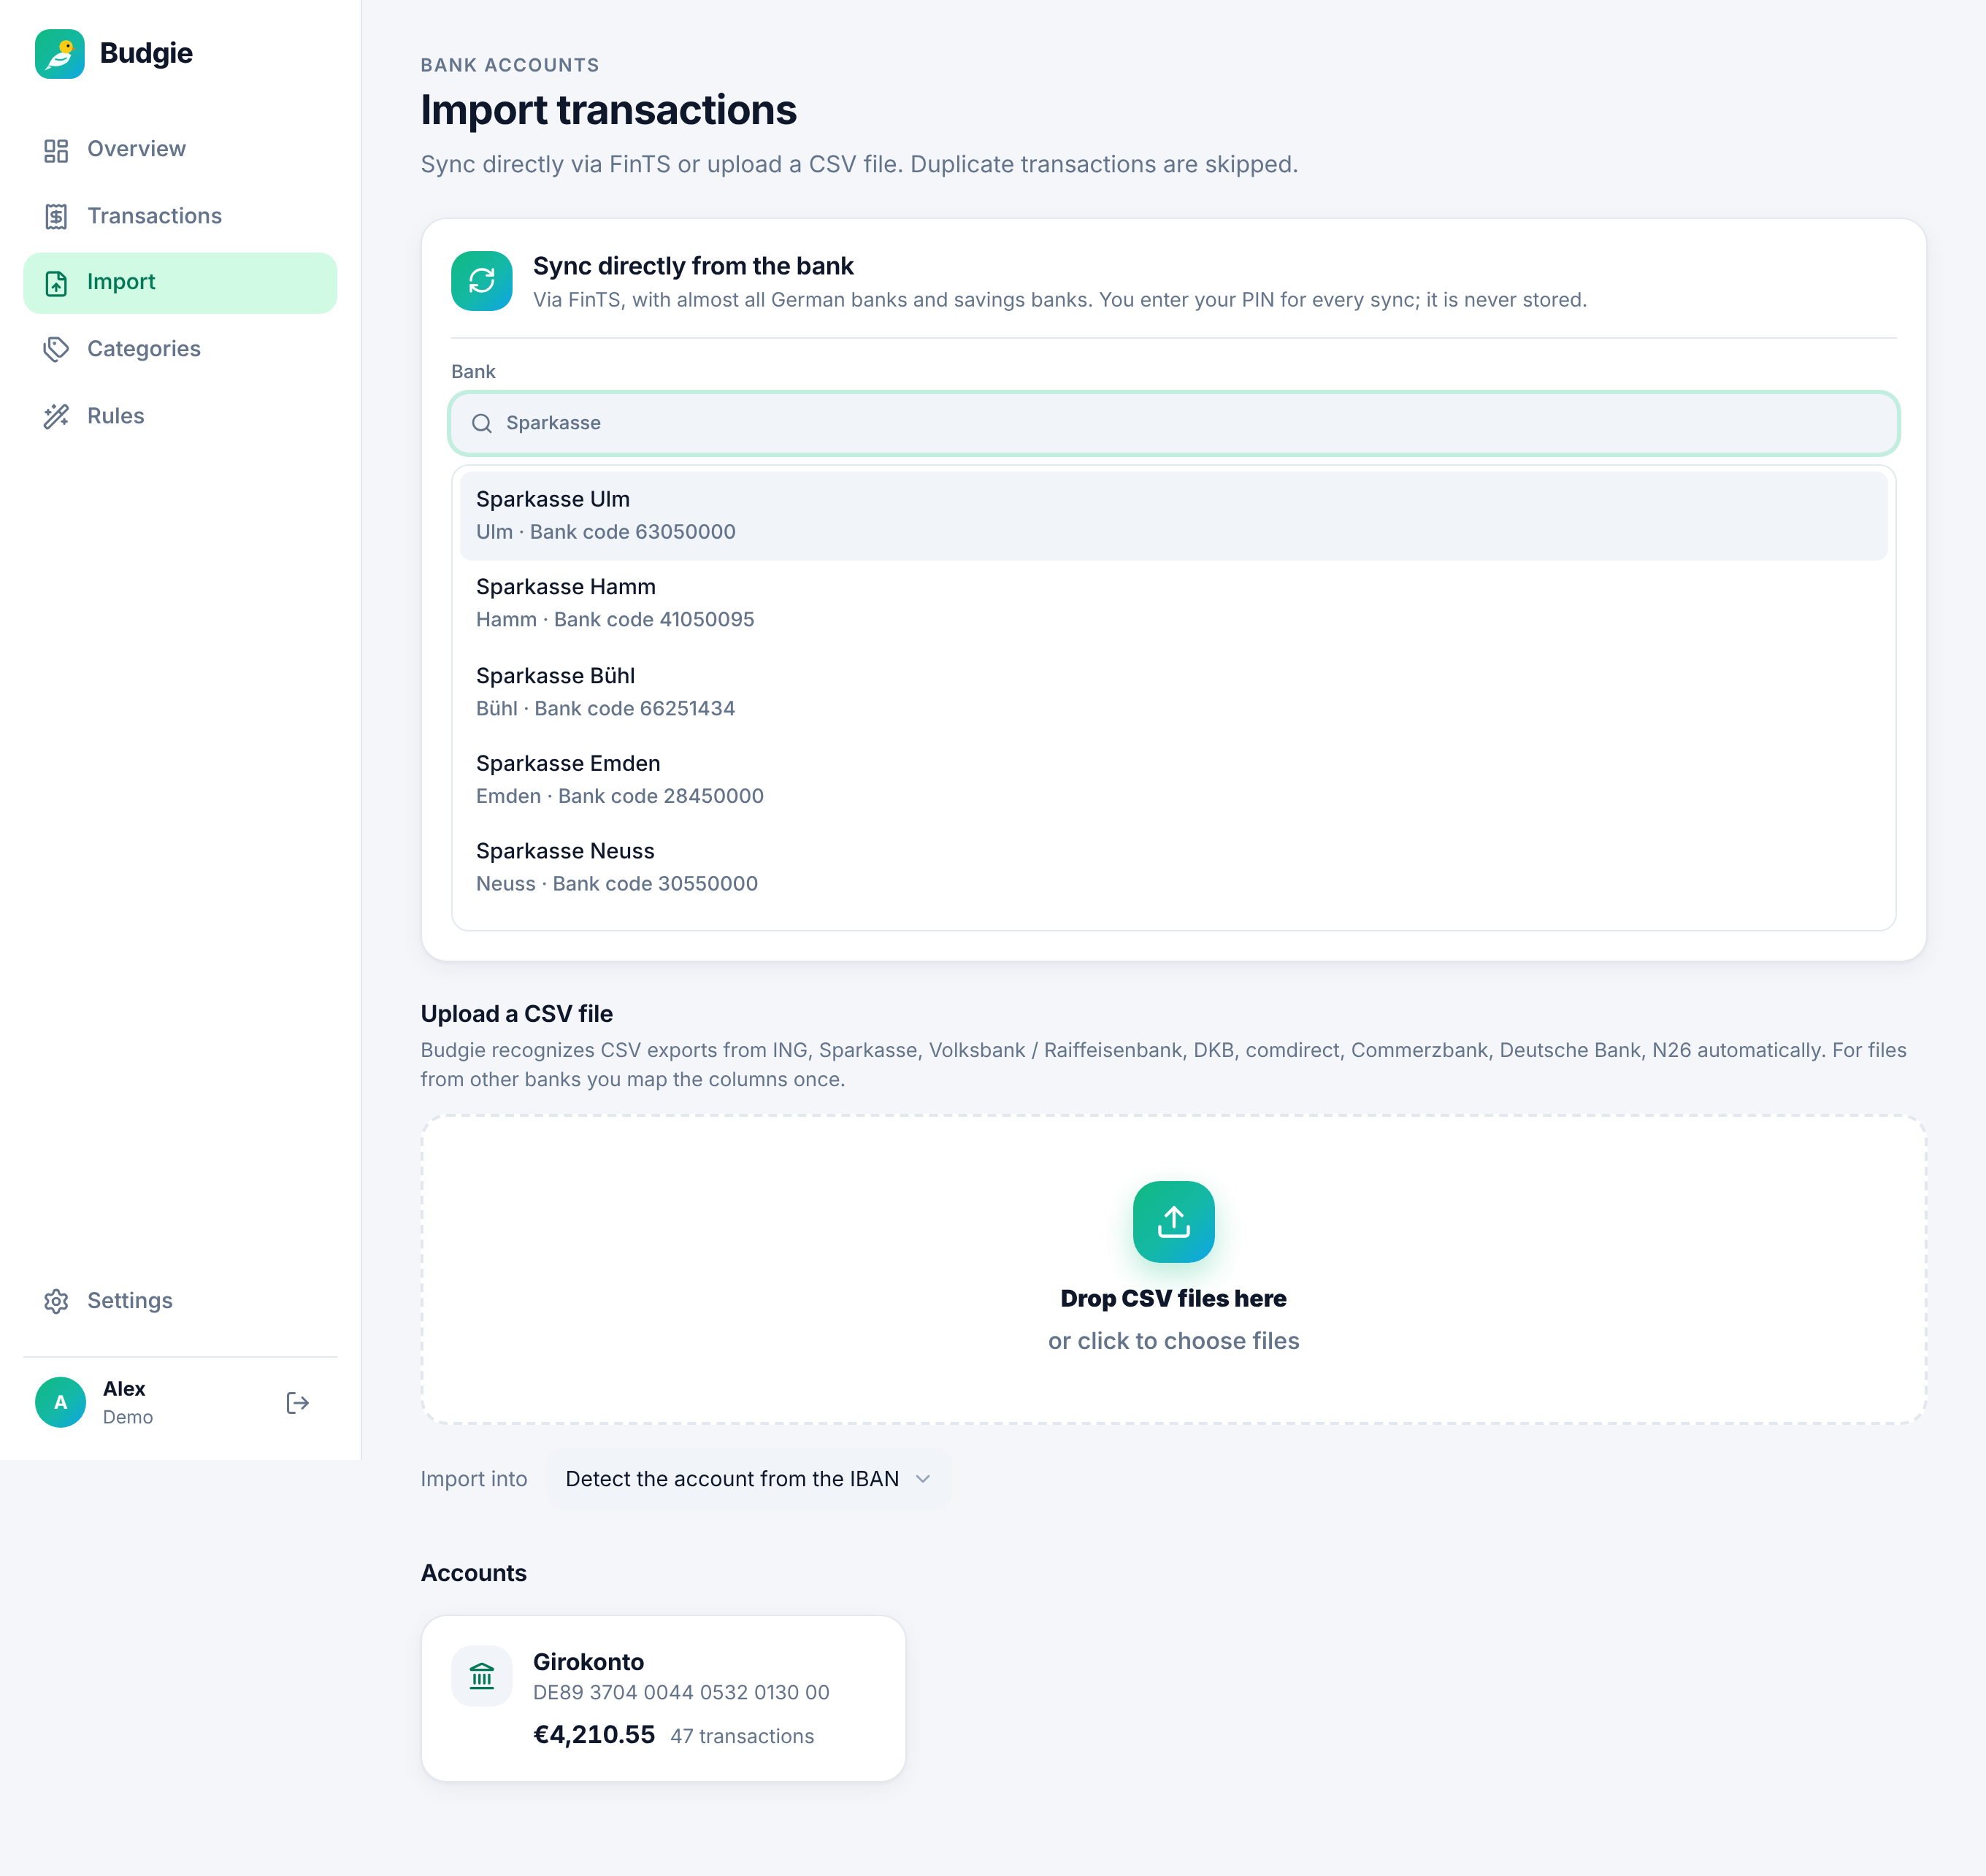 Budgie
Overview
Transactions
Import
Categories
Rules
Settings
A
Alex
Demo
BANK ACCOUNTS
Import transactions
Sync directly via FinTS or upload a CSV file. Duplicate transactions are skipped.
Sync directly from the bank
Via FinTS, with almost all German banks and savings banks. You enter your PIN for every sync; it is never stored.
Bank
Sparkasse
Sparkasse Ulm
Ulm · Bank code 63050000
Sparkasse Hamm
Hamm · Bank code 41050095
Sparkasse Bühl
Bühl · Bank code 66251434
Sparkasse Emden
Emden · Bank code 28450000
Sparkasse Neuss
Neuss · Bank code 30550000
Upload a CSV file
Budgie recognizes CSV exports from ING, Sparkasse, Volksbank / Raiffeisenbank, DKB, comdirect, Commerzbank, Deutsche Bank, N26 automatically. For files
from other banks you map the columns once.
Drop CSV files here
or click to choose files
Import into Detect the account from the IBAN
Accounts
Girokonto
DE89 3704 0044 0532 0130 00
€4,210.55 47 transactions